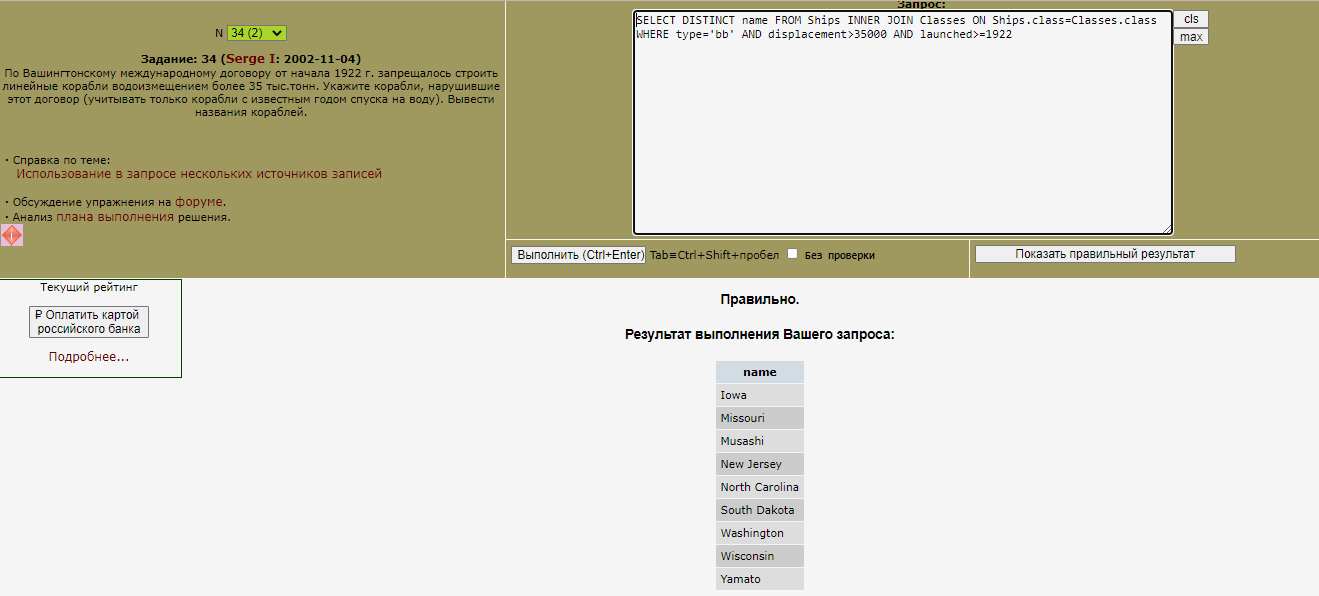 N 34 (2)
Задание: 34 (Serge I: 2002-11-04)
По Вашингтонскому международному договору от начала 1922 г. запрещалось строить
линейные корабли водоизмещением более 35 тыс.тонн. Укажите корабли, нарушившие
этот договор (учитывать только корабли c известным годом спуска на воду). Вывести
названия кораблей.
· Справка по теме:
Использование в запросе нескольких источников записей
· Обсуждение упражнения на форуме.
· Анализ плана выполнения решения.
Запрос:
SELECT DISTINCT name FROM Ships INNER JOIN Classes ON Ships.class=Classes.class
WHERE type='bb' AND displacement>35000 AND launched>=1922
cls
max
Выполнить (Ctrl+Enter) Tab≡Ctrl+Shift+пробел Без проверки
Показать правильный результат
Текущий рейтинг
₽ Оплатить картой
российского банка
Подробнее...
Правильно.
Результат выполнения Вашего запроса:
name
Iowa
Missouri
Musashi
New Jersey
North Carolina
South Dakota
Washington
Wisconsin
Yamato